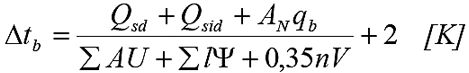 Δt_b = (Q_sd + Q_sid + A_N q_b) / (∑ AU + ∑ lΨ + 0,35nV) + 2 [K]